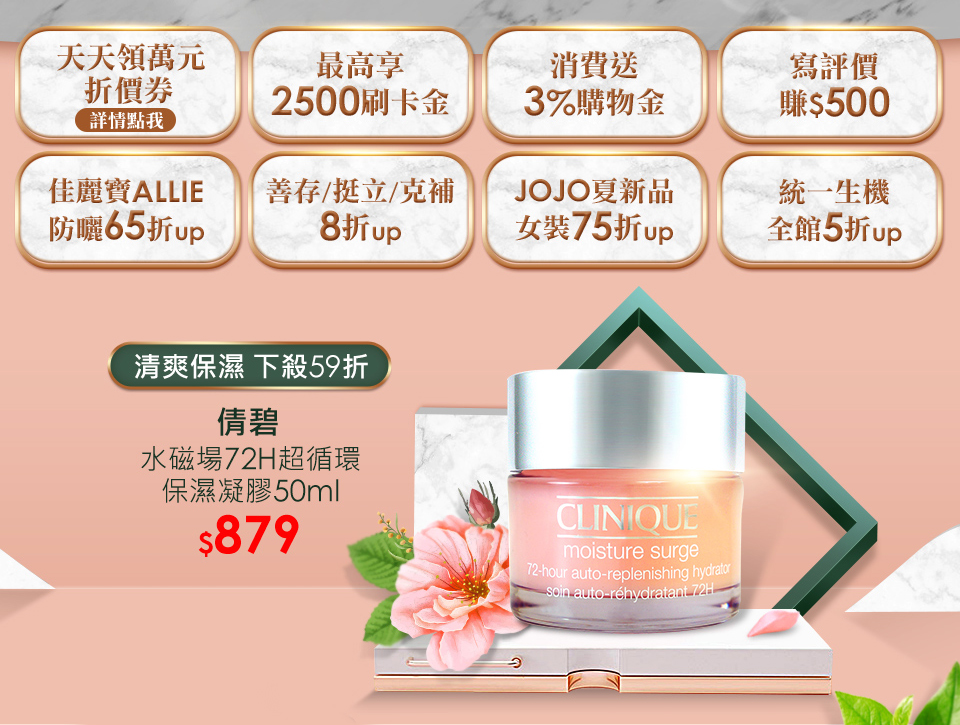 天天領萬元
折價券
詳情點我
最高享
2500刷卡金
消費送
3%購物金
寫評價
賺$500
佳麗寶ALLIE
防曬65折up
善存/挺立/克補
8折up
JOJO夏新品
女裝75折up
統一生機
全館5折up
清爽保濕 下殺59折
倩碧
水磁場72H超循環
保濕凝膠50ml
$879
CLINIQUE
moisture surge
72-hour auto-replenishing hydrator
soin auto-réhydratant 72H